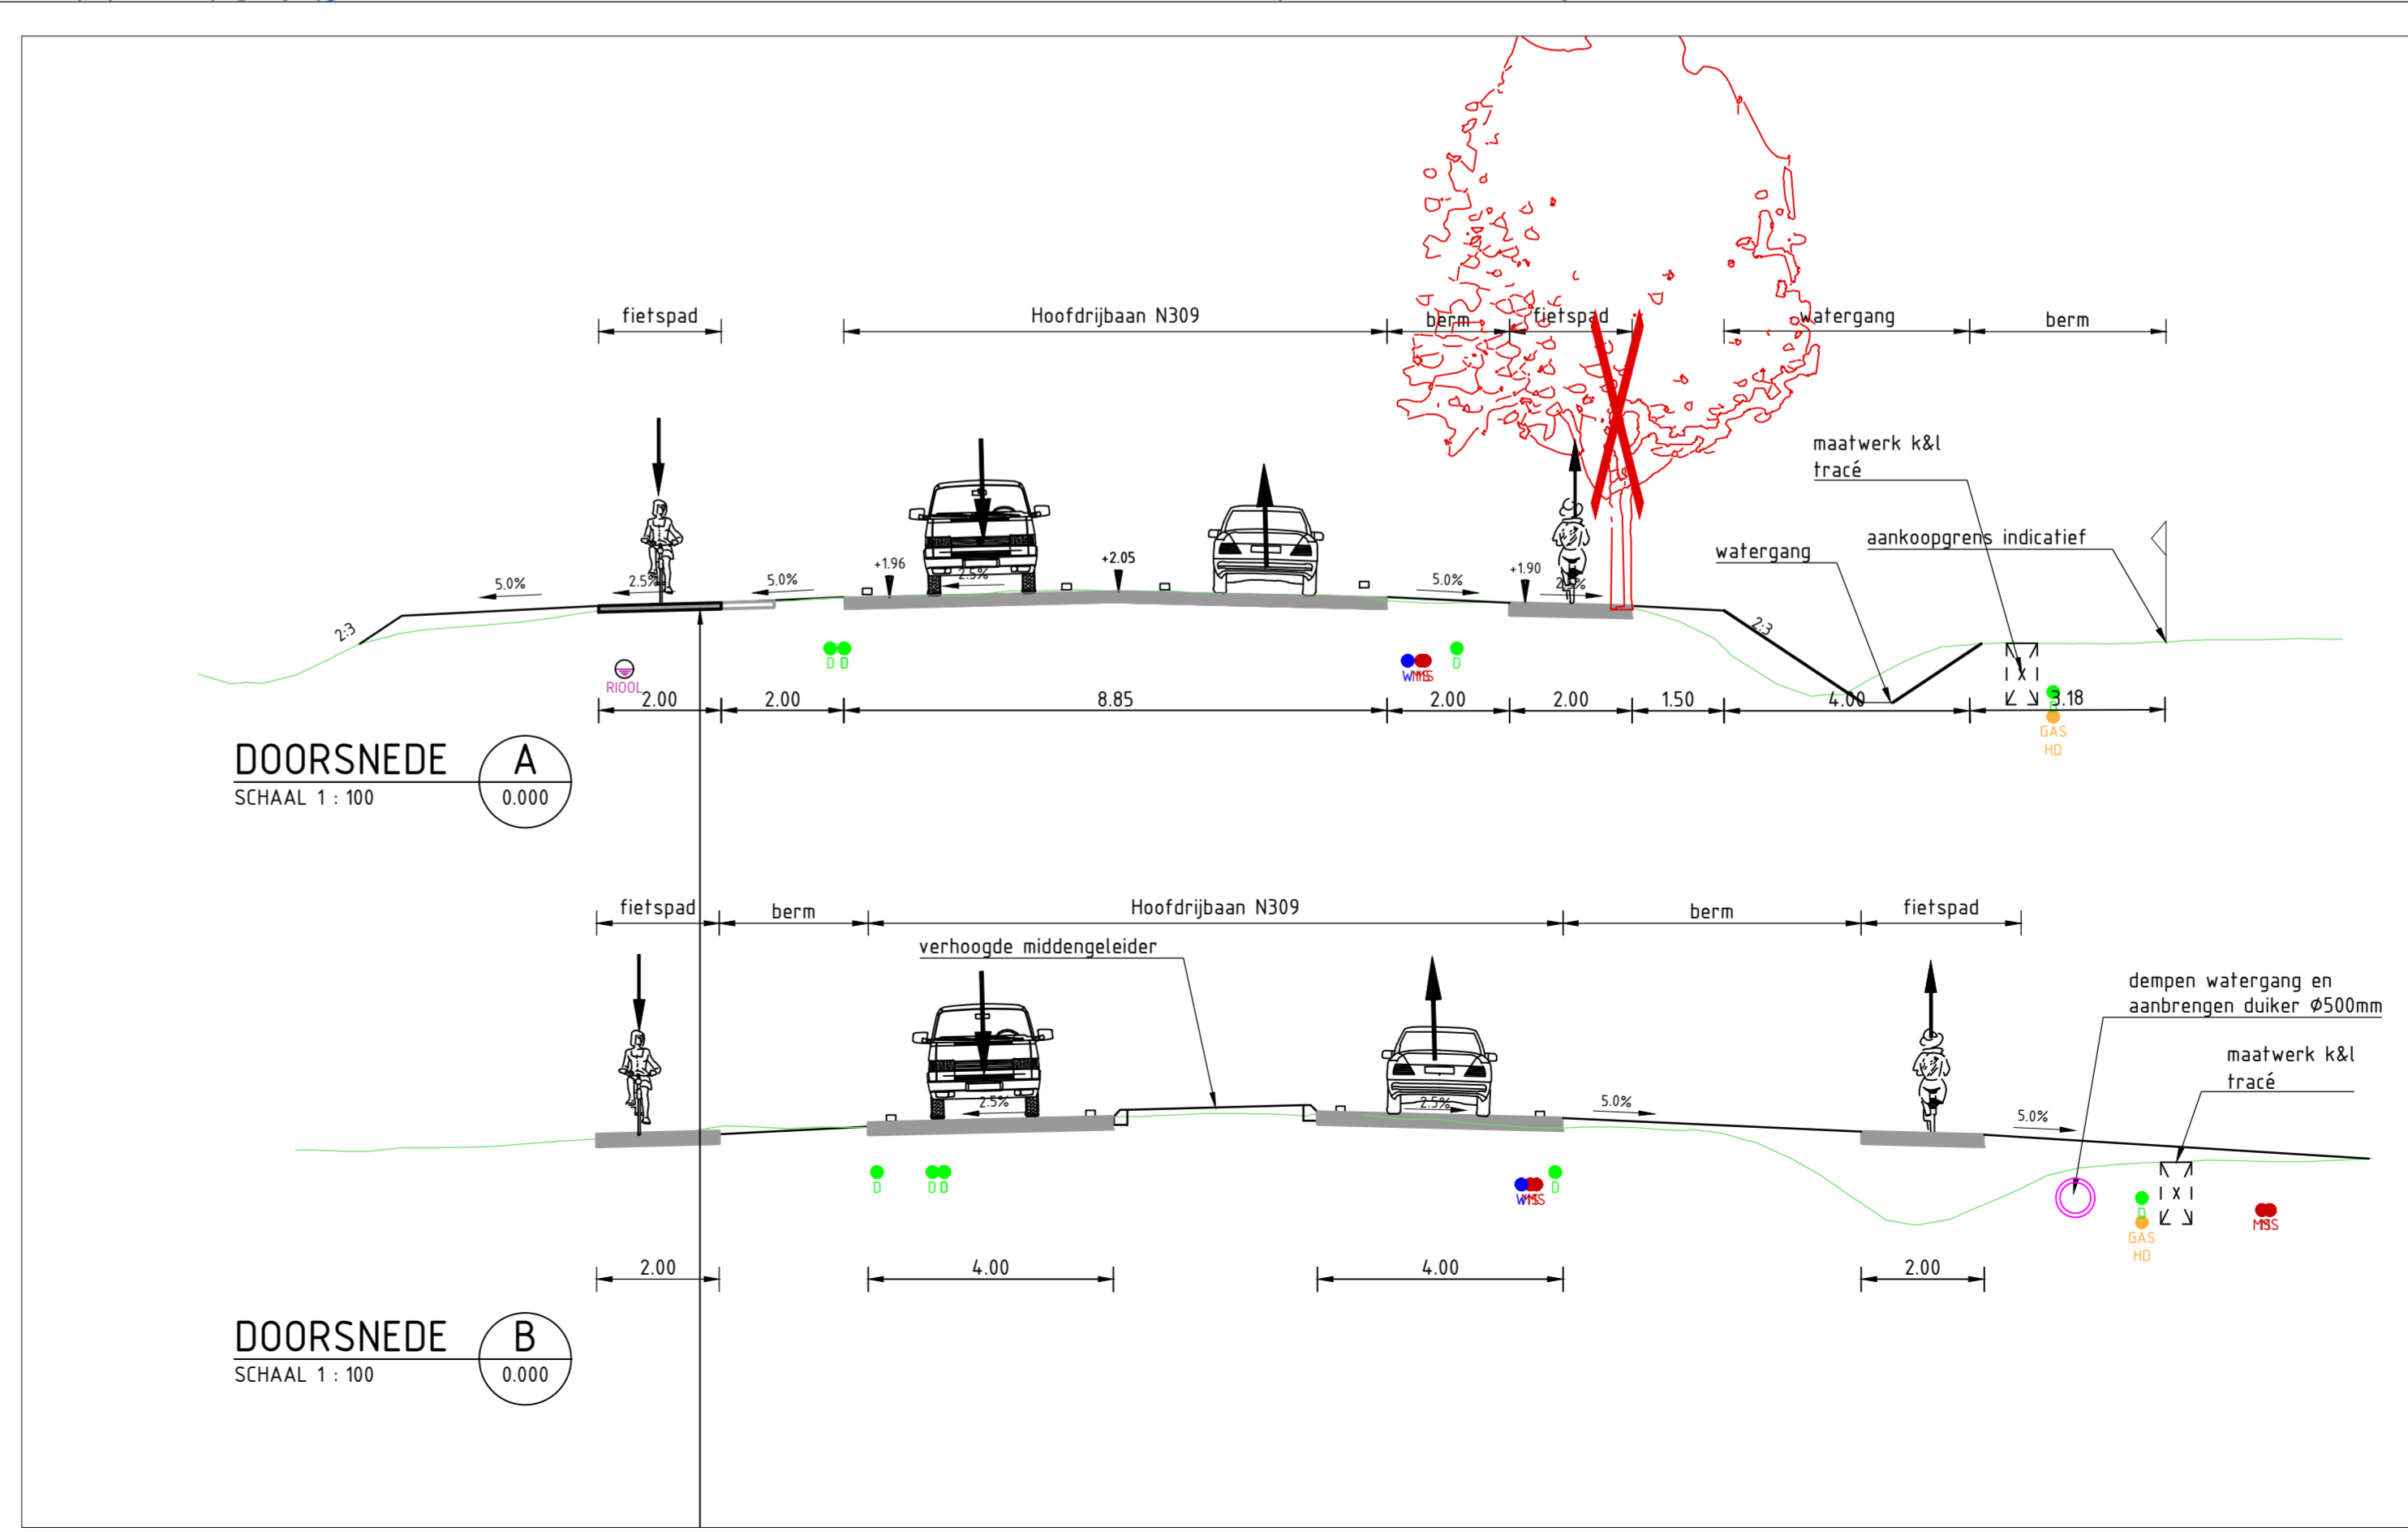 fietspad
Hoofdrijbaan N309
berm
fietspad
watergang
berm
maatwerk k&l
tracé
watergang
aankoopgrens indicatief
5.0%
2.5%
5.0%
+1.96
2.5%
+2.05
5.0%
+1.90
2:3
2:3
RIOOL
D
D
W
MS
D
X
D
GAS
HD
2.00
2.00
8.85
2.00
2.00
1.50
4.00
3.18
DOORSNEDE A
SCHAAL 1 : 100
0.000
fietspad
berm
Hoofdrijbaan N309
berm
fietspad
verhoogde middengeleider
dempen watergang en
aanbrengen duiker Ø500mm
maatwerk k&l
tracé
2.5%
2.5%
5.0%
5.0%
D
D
D
W
MS
D
X
D
GAS
HD
MS
2.00
4.00
4.00
2.00
DOORSNEDE B
SCHAAL 1 : 100
0.000